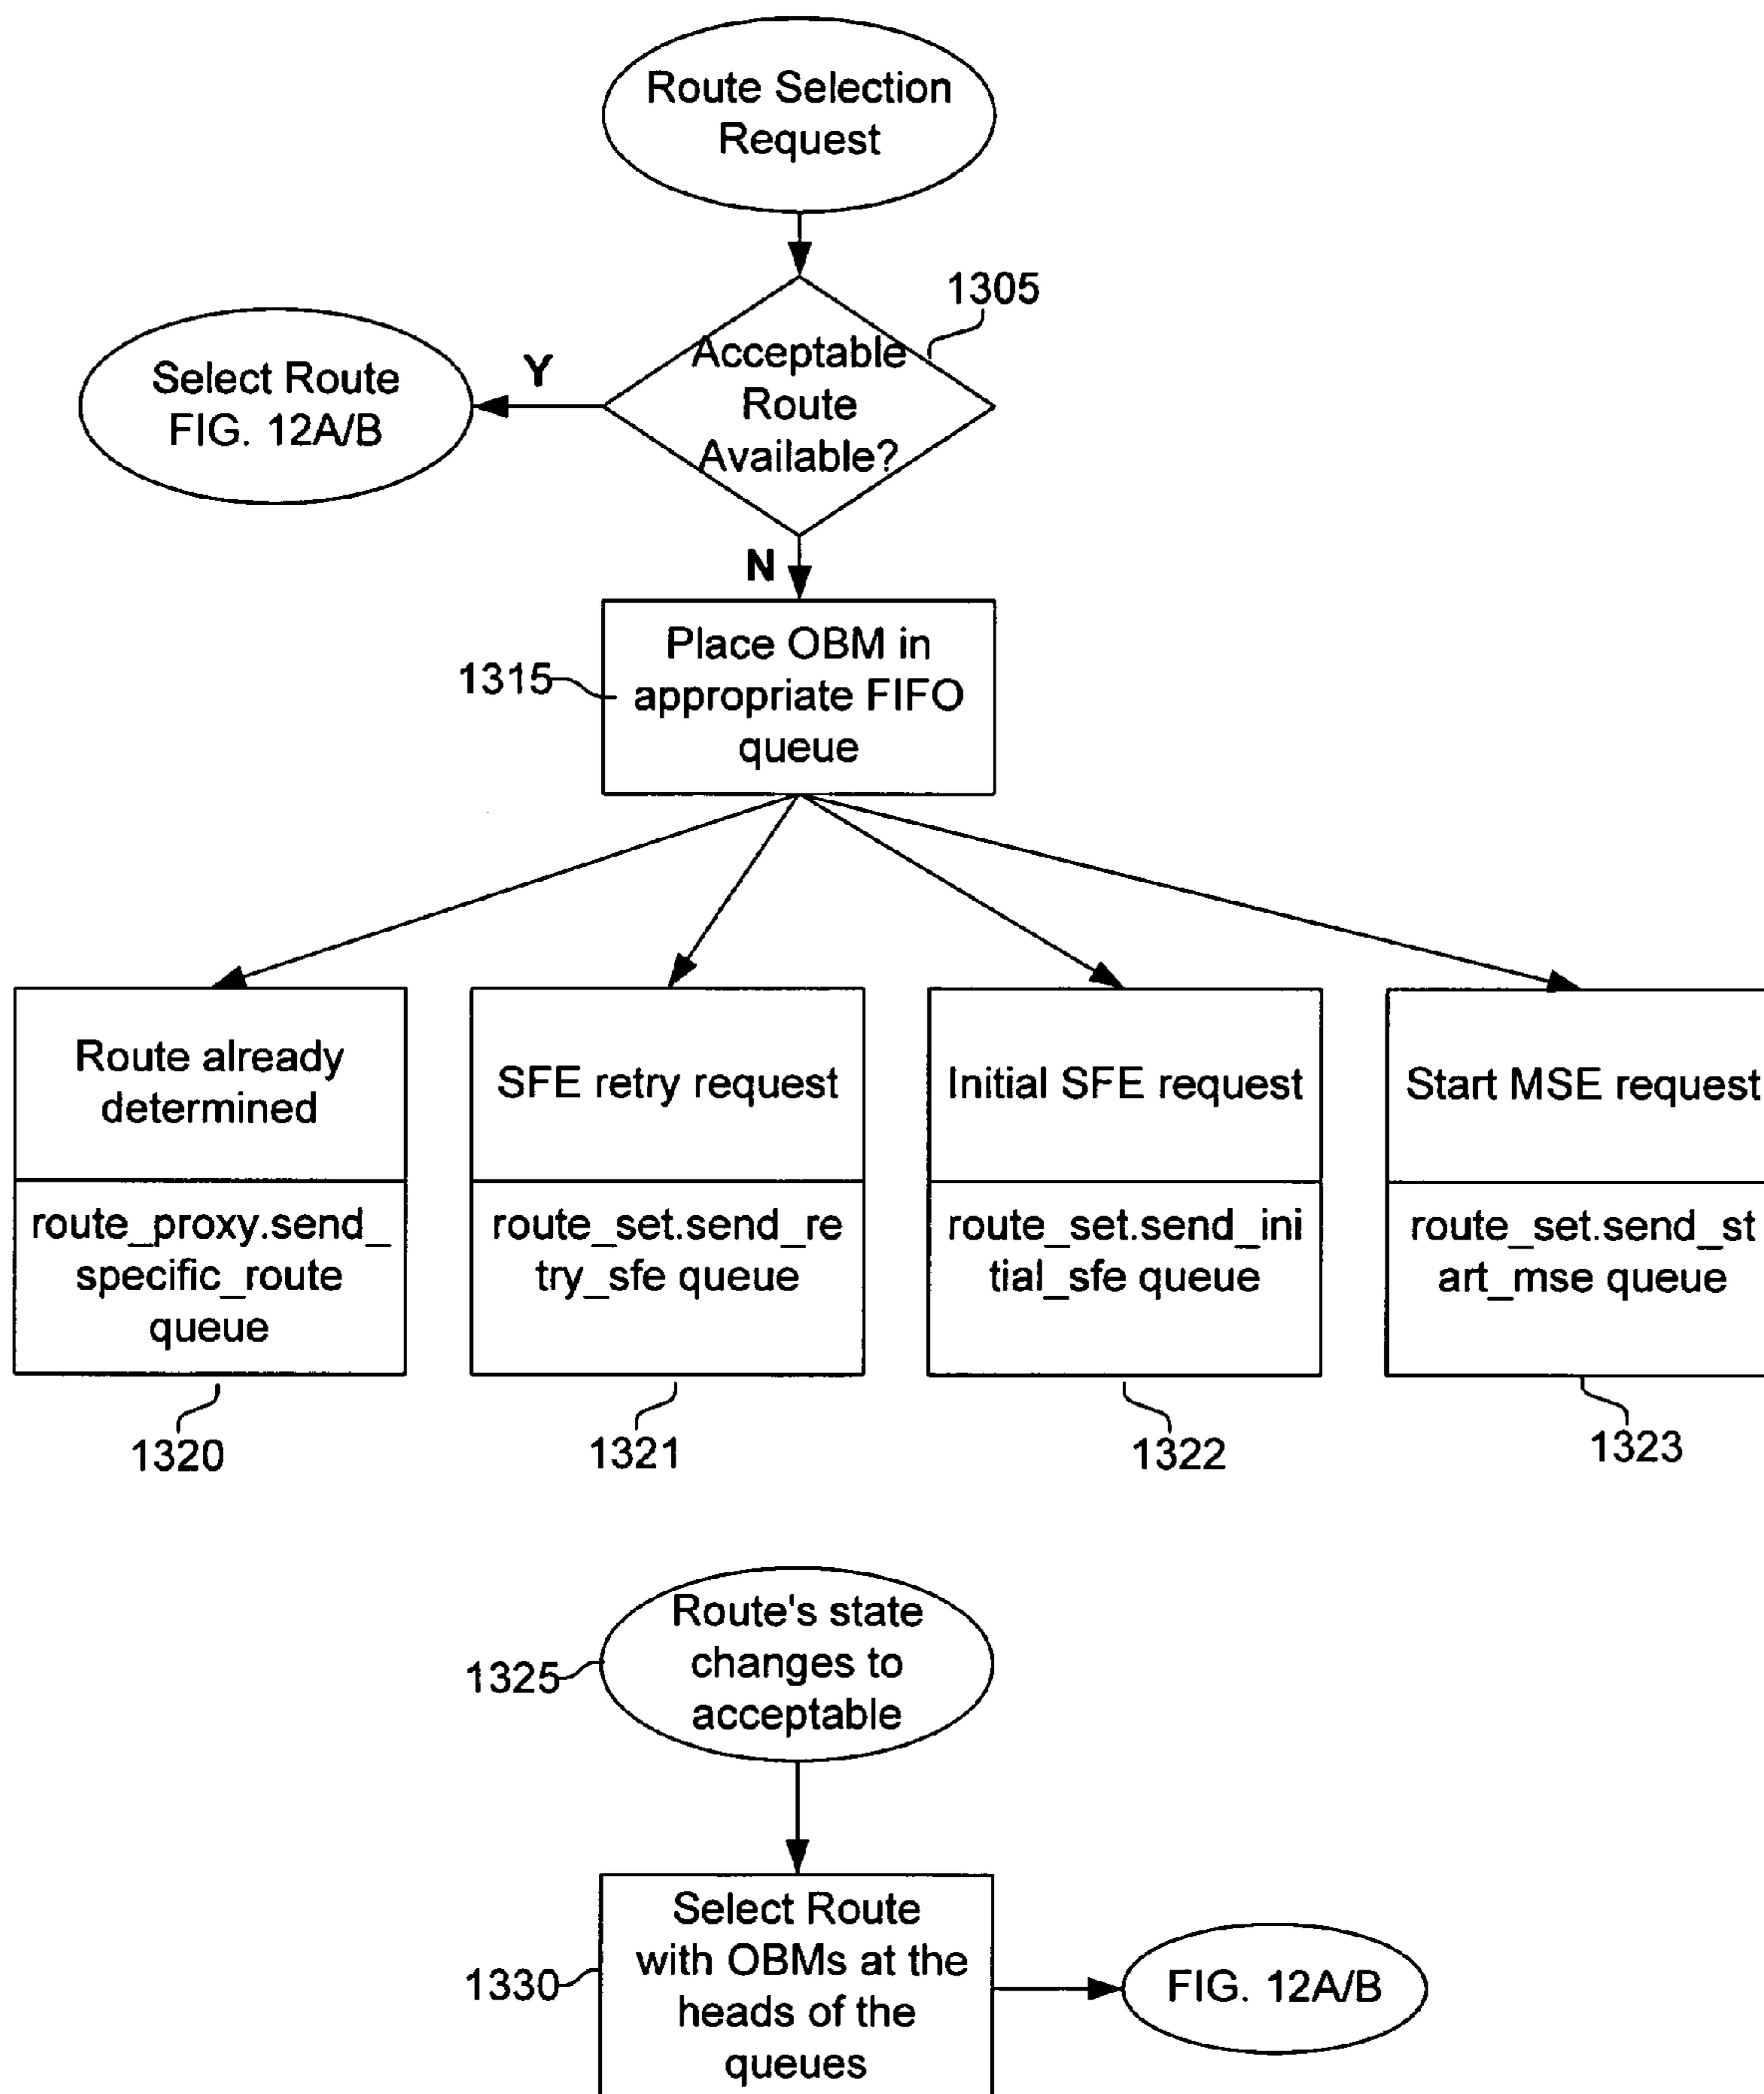 Route Selection
Request
1305
Acceptable
Route
Available?
Y
Select Route
FIG. 12A/B
N
Place OBM in
appropriate FIFO
queue
1315
Route already
determined
route_proxy.send_
specific_route
queue
1320
SFE retry request
route_set.send_re
try_sfe queue
1321
Initial SFE request
route_set.send_ini
tial_sfe queue
1322
Start MSE request
route_set.send_st
art_mse queue
1323
Route's state
changes to
acceptable
1325
Select Route
with OBMs at the
heads of the
queues
1330
FIG. 12A/B